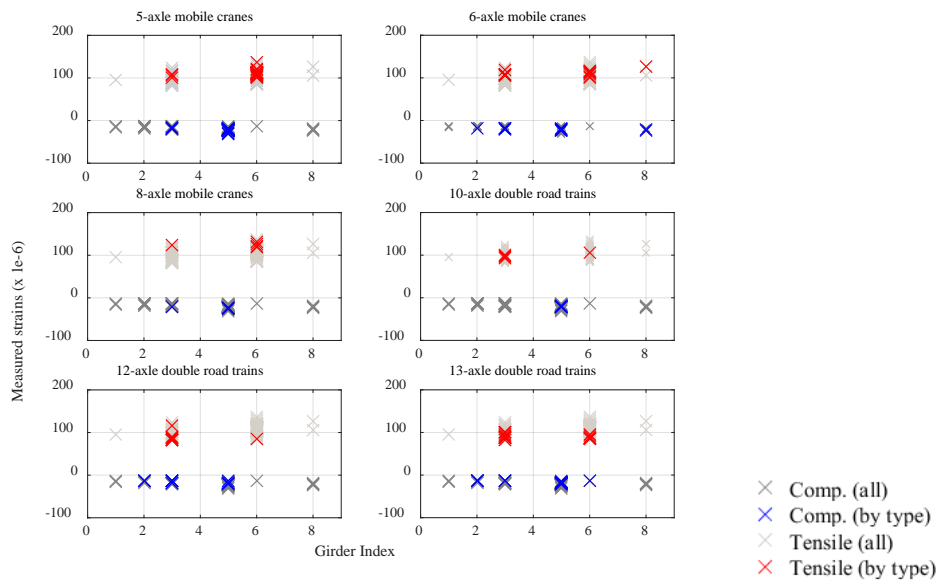 5-axle mobile cranes
6-axle mobile cranes
200
100
0
-100
0 2 4 6 8
200
100
0
-100
0 2 4 6 8
8-axle mobile cranes
10-axle double road trains
200
100
0
-100
0 2 4 6 8
200
100
0
-100
0 2 4 6 8
12-axle double road trains
13-axle double road trains
200
100
0
-100
0 2 4 6 8
200
100
0
-100
0 2 4 6 8
Measured strains (x 1e-6)
Girder Index
Comp. (all)
Comp. (by type)
Tensile (all)
Tensile (by type)